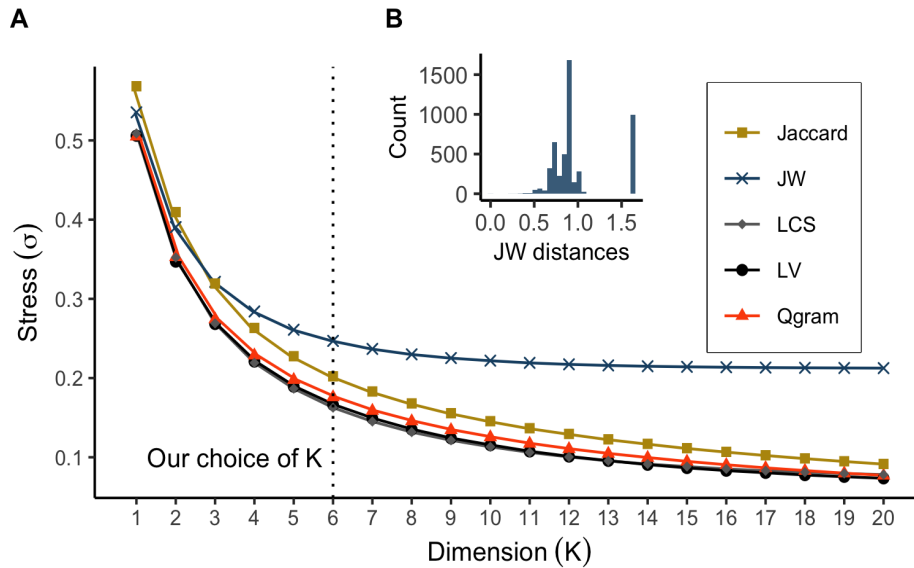 A
B
Stress (σ)
0.5
0.4
0.3
0.2
0.1
Count
1500
1000
500
0
0.0 0.5 1.0 1.5
JW distances
Jaccard
JW
LCS
LV
Qgram
Our choice of K
1 2 3 4 5 6 7 8 9 10 11 12 13 14 15 16 17 18 19 20
Dimension (K)